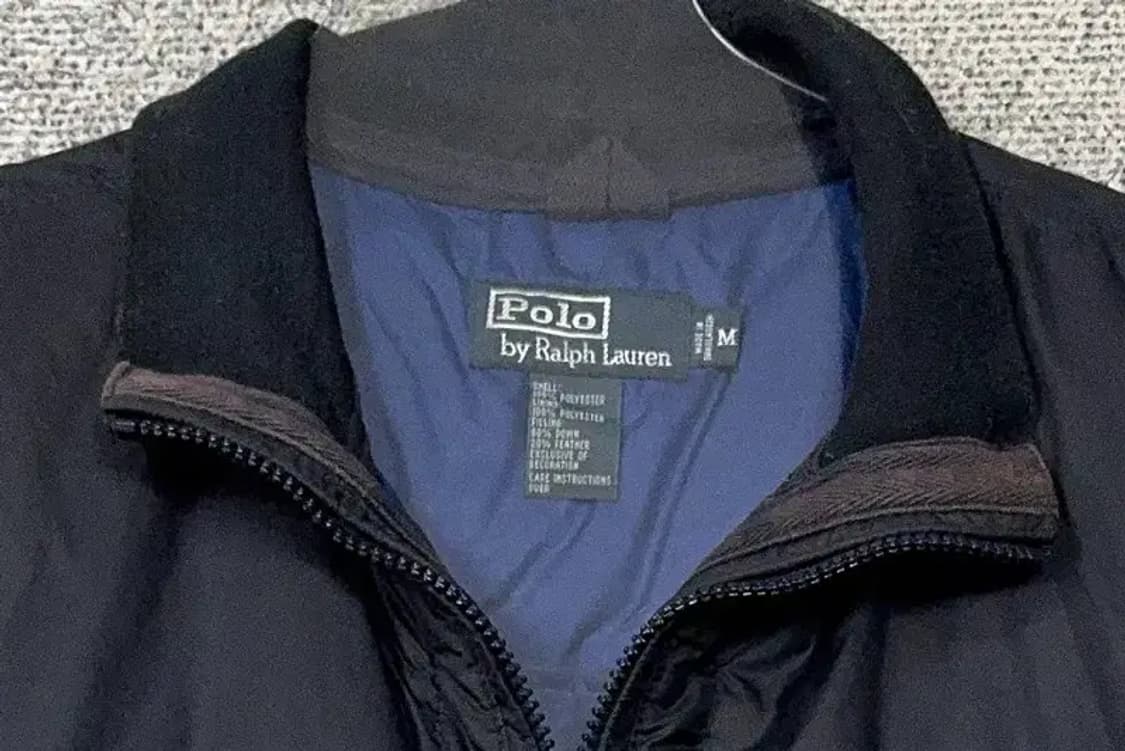 Polo
by Ralph Lauren
MADE IN
BANGLADESH
M
SHELL:
100% POLYESTER
LINING:
100% POLYESTER
FILLING:
80% DOWN
20% FEATHER
EXCLUSIVE OF
DECORATION
CARE INSTRUCTIONS
OVER